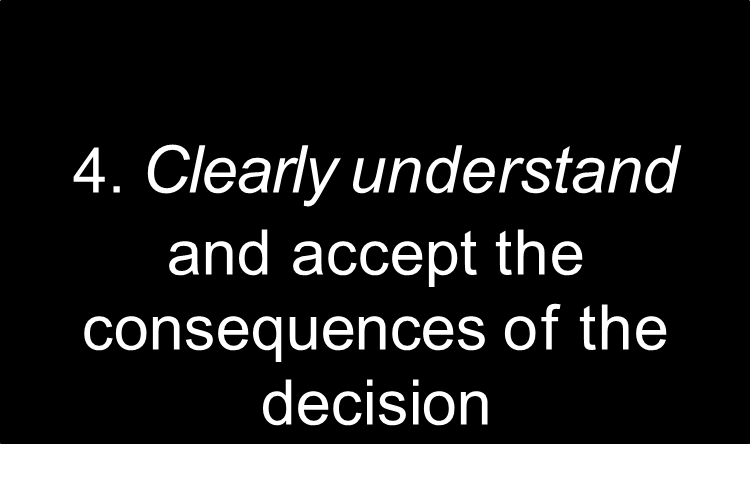 4. Clearly understand
and accept the
consequences of the
decision